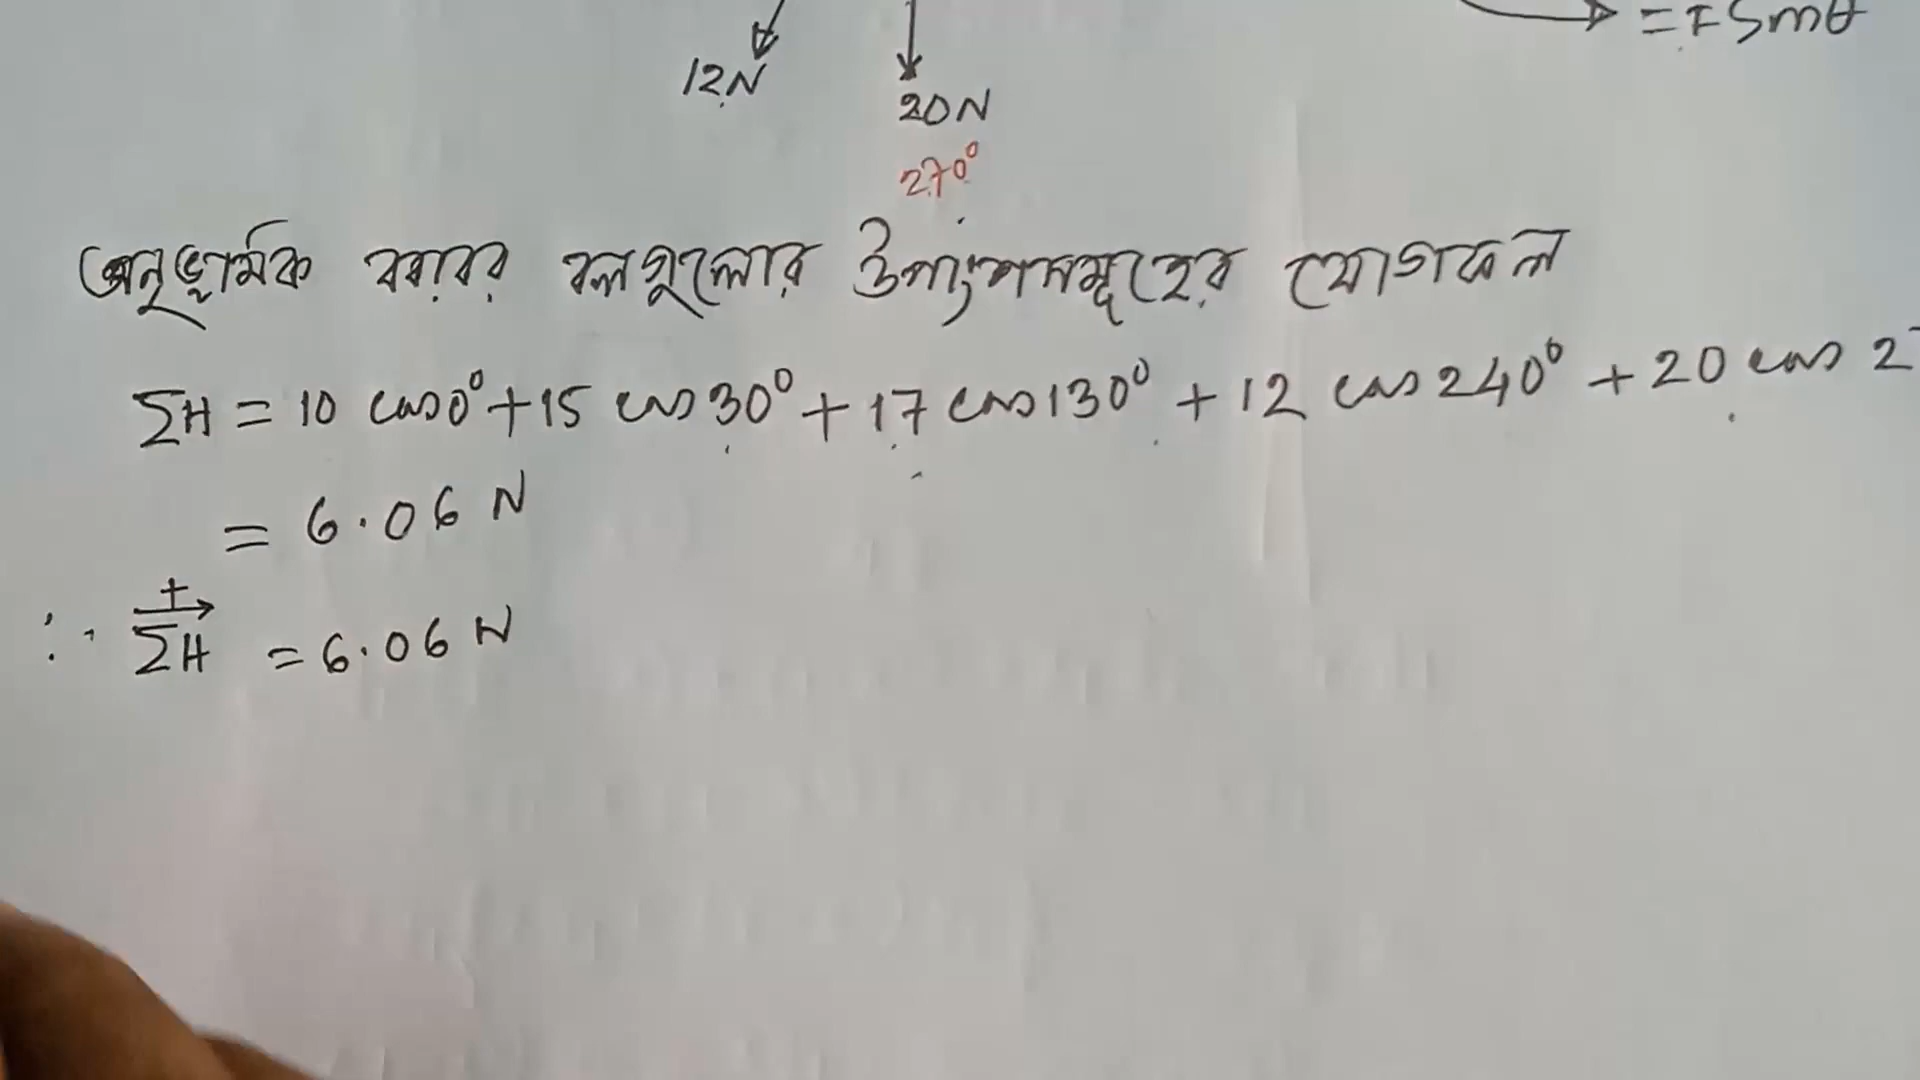 = F Sinθ
12N
20N
270°
অনুভূমিক বরাবর বলগুলোর উপাংশসমূহের যোগফল
ΣH = 10 cos0° + 15 cos 30° + 17 cos130° + 12 cos 240° + 20 cos 2
= 6.06 N
∴ ΣH = 6.06 N